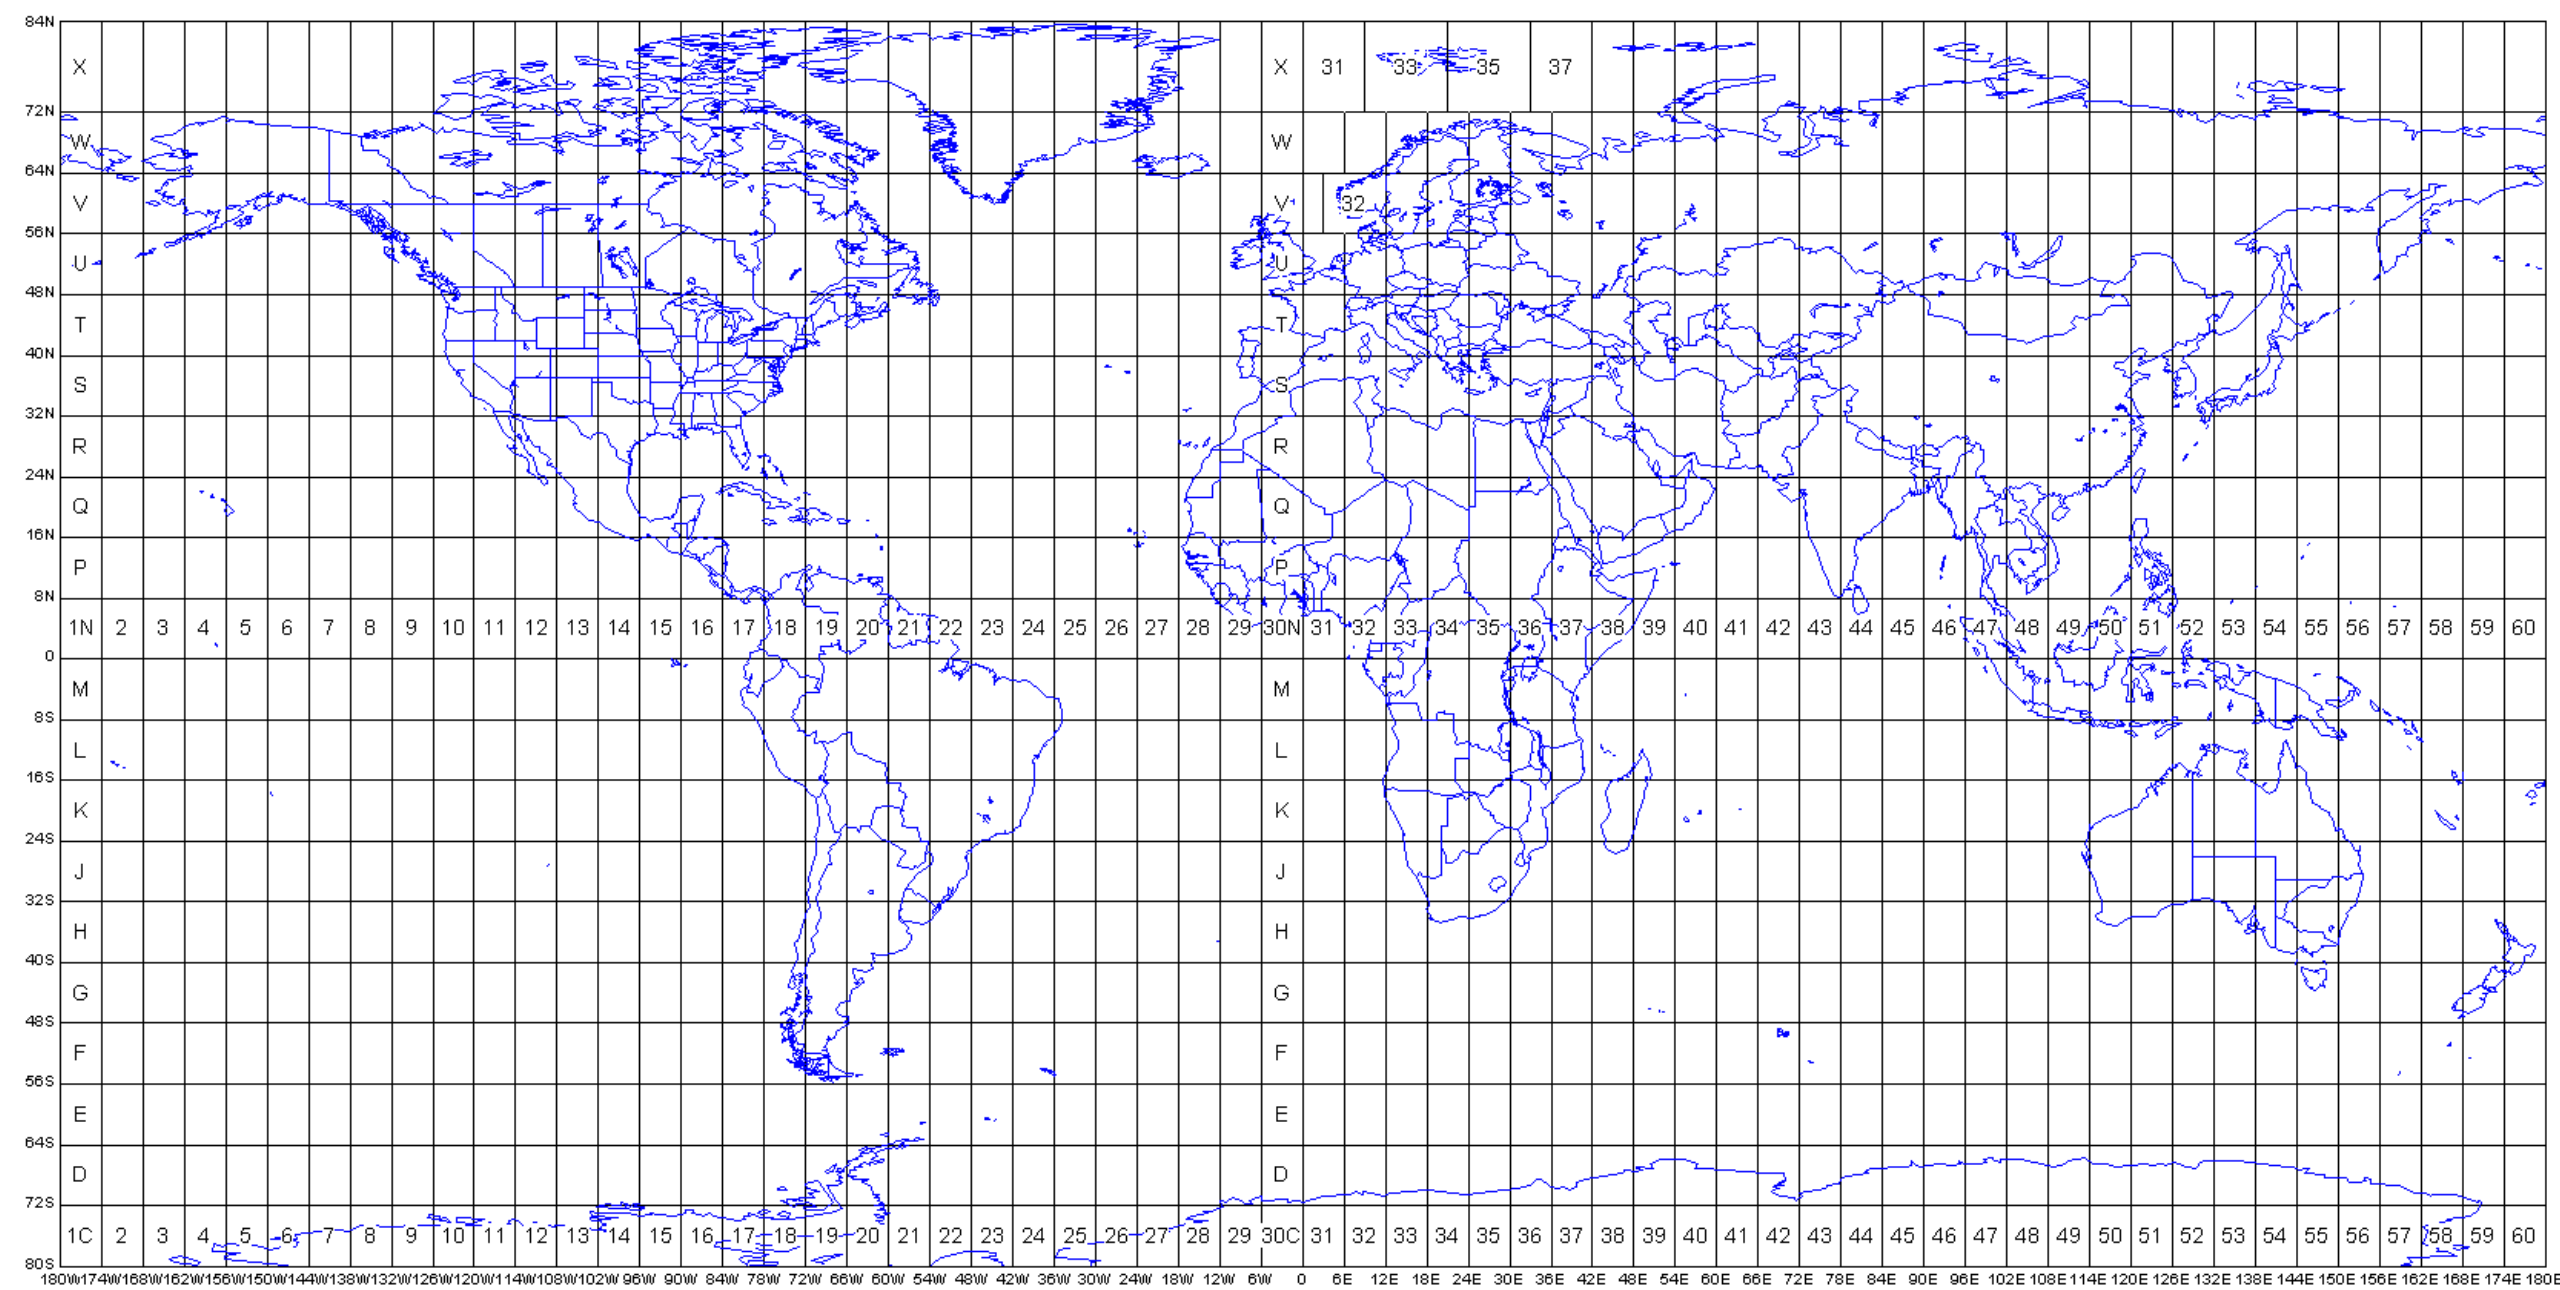 84N
X X 31 33 35 37
72N
W W
64N
V V 32
56N
U U
48N
T T
40N
S S
32N
R R
24N
Q Q
16N
P P
8N
1N 2 3 4 5 6 7 8 9 10 11 12 13 14 15 16 17 18 19 20 21 22 23 24 25 26 27 28 29 30N 31 32 33 34 35 36 37 38 39 40 41 42 43 44 45 46 47 48 49 50 51 52 53 54 55 56 57 58 59 60
0
M M
8S
L L
16S
K K
24S
J J
32S
H H
40S
G G
48S
F F
56S
E E
64S
D D
72S
1C 2 3 4 5 6 7 8 9 10 11 12 13 14 15 16 17 18 19 20 21 22 23 24 25 26 27 28 29 30C 31 32 33 34 35 36 37 38 39 40 41 42 43 44 45 46 47 48 49 50 51 52 53 54 55 56 57 58 59 60
80S
180W 174W 168W 162W 156W 150W 144W 138W 132W 126W 120W 114W 108W 102W 96W 90W 84W 78W 72W 66W 60W 54W 48W 42W 36W 30W 24W 18W 12W 6W 0 6E 12E 18E 24E 30E 36E 42E 48E 54E 60E 66E 72E 78E 84E 90E 96E 102E 108E 114E 120E 126E 132E 138E 144E 150E 156E 162E 168E 174E 180E